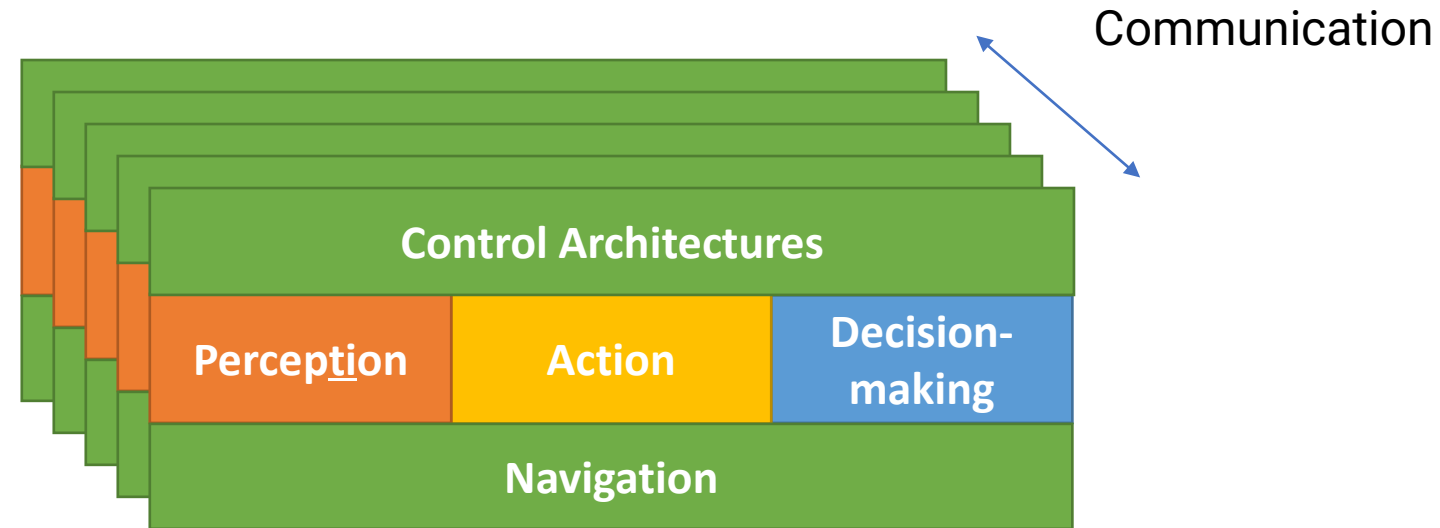 Communication
Control Architectures
Perception
Action
Decision-
making
Navigation